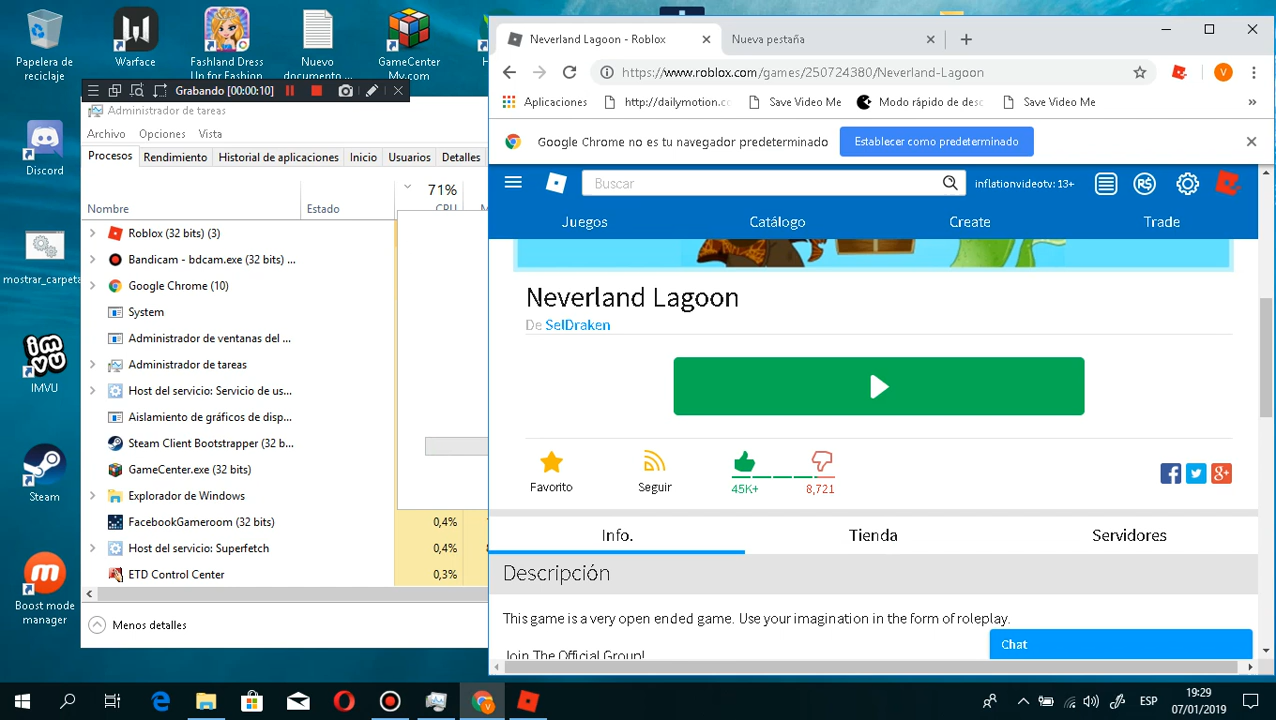 Papelera de
reciclaje
Warface
Fashland Dress
Up for Fashion
Nuevo
documento ...
GameCenter
My.com
Discord
mostrar_carpeta
IMVU
Steam
Boost mode
manager
Grabando [00:00:10]
Administrador de tareas
Archivo Opciones Vista
Procesos Rendimiento Historial de aplicaciones Inicio Usuarios Detalles
71%
Nombre Estado CPU
Roblox (32 bits) (3)
Bandicam - bdcam.exe (32 bits) ...
Google Chrome (10)
System
Administrador de ventanas del ...
Administrador de tareas
Host del servicio: Servicio de us...
Aislamiento de gráficos de disp...
Steam Client Bootstrapper (32 b...
GameCenter.exe (32 bits)
Explorador de Windows
FacebookGameroom (32 bits) 0,4%
Host del servicio: Superfetch 0,4%
ETD Control Center 0,3%
Menos detalles
Neverland Lagoon - Roblox
Nueva pestaña
https://www.roblox.com/games/250724380/Neverland-Lagoon
V
Aplicaciones http://dailymotion.co Save Vi Admin Medo rápido de desc Save Video Me
Google Chrome no es tu navegador predeterminado Establecer como predeterminado
Buscar inflationvideotv: 13+
Juegos Catálogo Create Trade
Neverland Lagoon
De SelDraken
Favorito Seguir 45K+ 8,721
Info. Tienda Servidores
Descripción
This game is a very open ended game. Use your imagination in the form of roleplay.
Join The Official Group!
Chat
ESP
19:29
07/01/2019